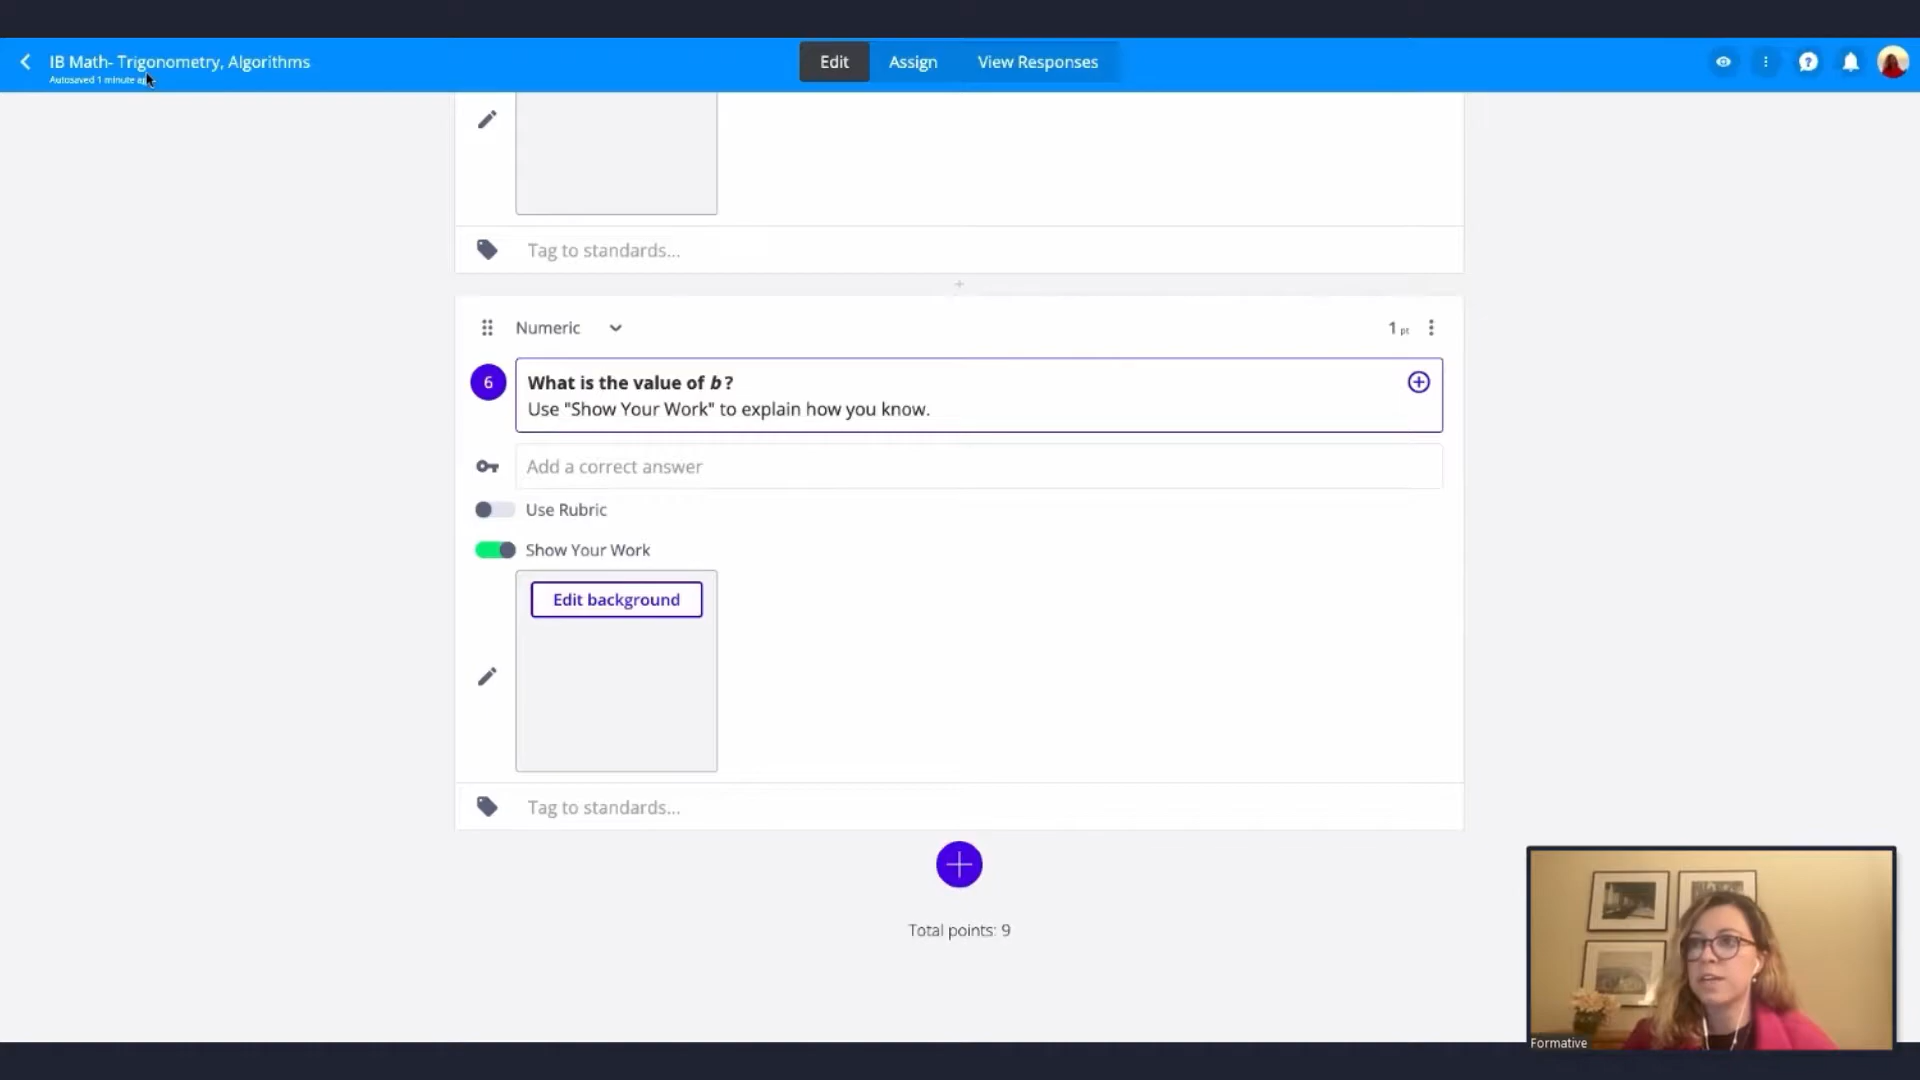 IB Math- Trigonometry, Algorithms
Autosaved 1 minute
Edit
Assign
View Responses
Tag to standards...
Numeric
1 pt
6
What is the value of b ?
Use "Show Your Work" to explain how you know.
Add a correct answer
Use Rubric
Show Your Work
Edit background
Tag to standards...
Total points: 9
Formative